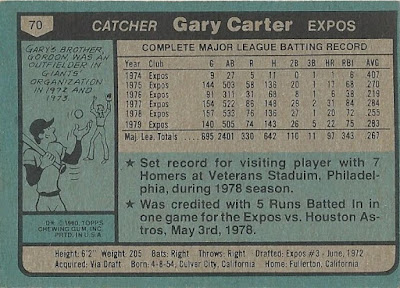 70
CATCHER Gary Carter EXPOS
GARY'S BROTHER,
GORDON, WAS AN
OUTFIELDER IN
GIANTS'
ORGANIZATION
IN 1972 AND
1973.
COMPLETE MAJOR LEAGUE BATTING RECORD
Year Club G AB R H 2B 3B HR RBI AVG
1974 Expos 9 27 5 11 0 1 1 6 407
1975 Expos 144 503 58 136 20 1 17 68 270
1976 Expos 91 311 31 68 8 1 6 38 219
1977 Expos 154 522 86 148 29 2 31 84 284
1978 Expos 157 533 76 136 27 1 20 72 255
1979 Expos 140 505 74 143 26 5 22 75 283
Maj. Lea. Totals 695 2401 330 642 110 11 97 343 267
★ Set record for visiting player with 7
Homers at Veterans Staduim, Philadel-
phia, during 1978 season.
★ Was credited with 5 Runs Batted In in
one game for the Expos vs. Houston As-
tros, May 3rd, 1978.
© 1980 TOPPS
CHEWING GUM, INC.
PRTD. IN U.S.A.
Height: 6'2" Weight: 205 Bats: Right Throws: Right Drafted: Expos #3 - June, 1972
Acquired: Via Draft Born: 4-8-54; Culver City, California Home: Fullerton, California